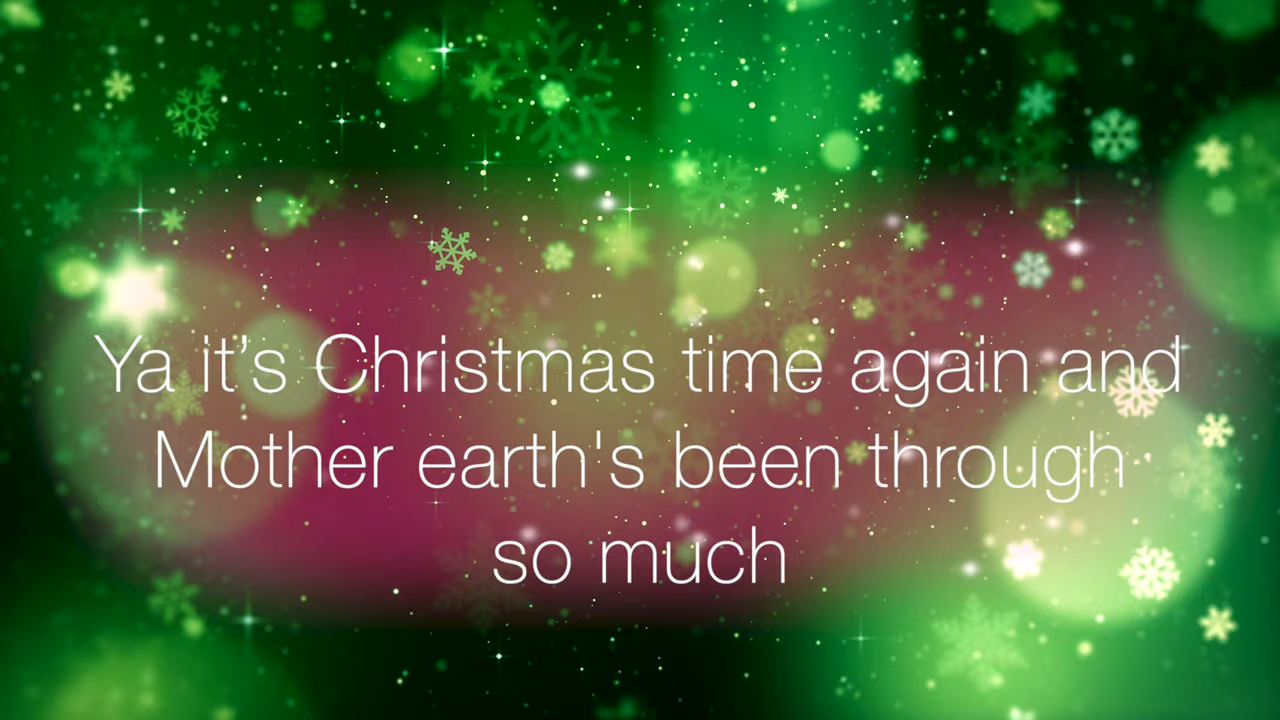 Ya it’s Christmas time again and
Mother earth's been through
so much